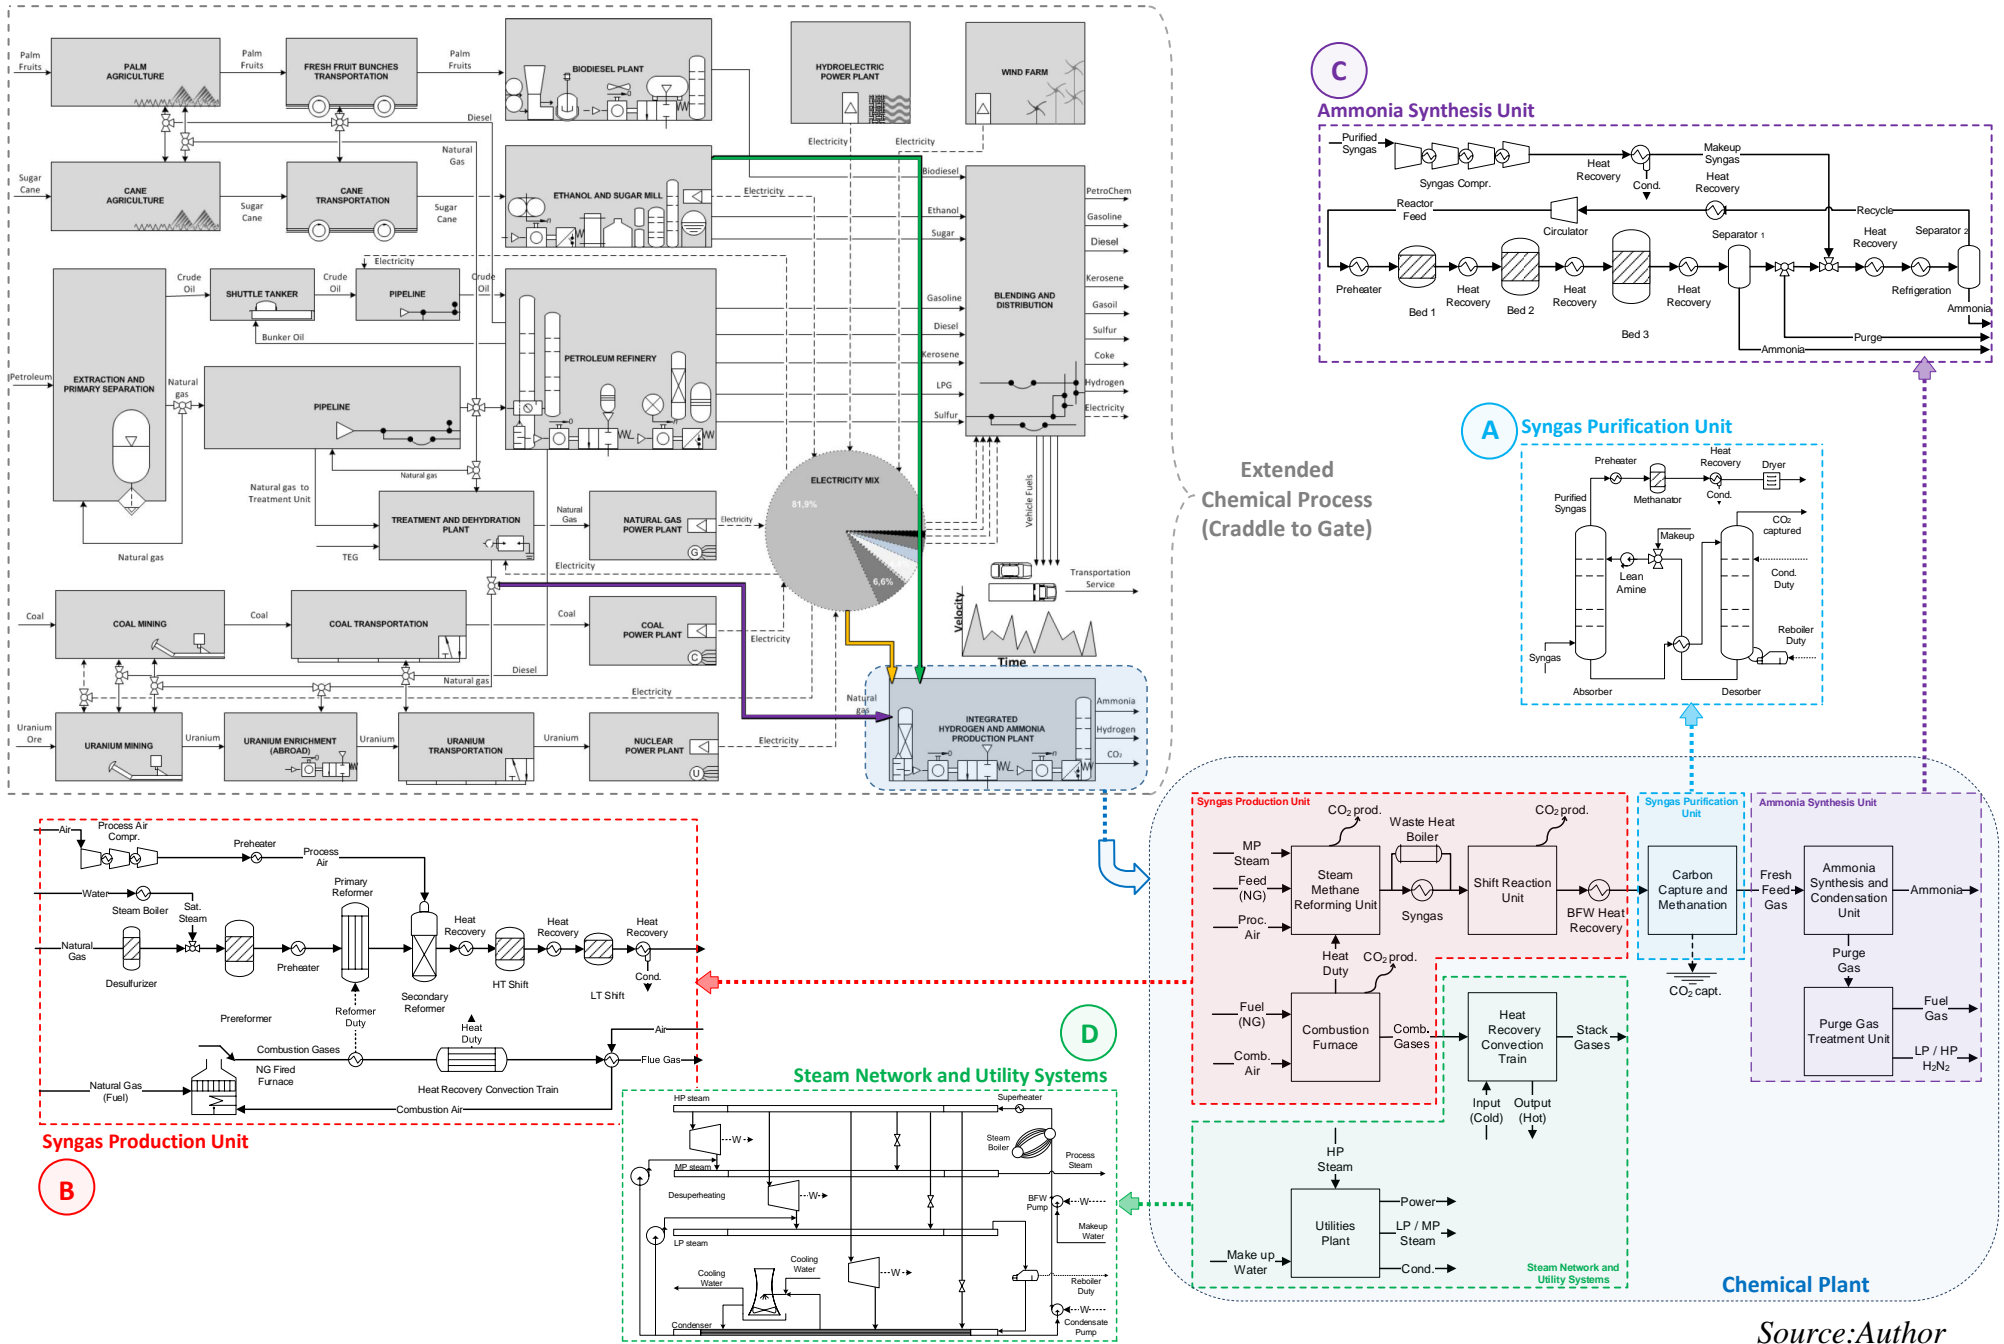 Palm
Fruits
PALM
AGRICULTURE
Palm
Fruits
FRESH FRUIT BUNCHES
TRANSPORTATION
Palm
Fruits
BIODIESEL PLANT
HYDROELECTRIC
POWER PLANT
WIND FARM
Diesel
Natural
Gas
Electricity
Electricity
Sugar
Cane
CANE
AGRICULTURE
Sugar
Cane
CANE
TRANSPORTATION
Sugar
Cane
ETHANOL AND SUGAR MILL
Electricity
Biodiesel
Ethanol
Sugar
PetroChem
Gasoline
Diesel
Kerosene
Gasoil
Sulfur
Coke
Hydrogen
Electricity
BLENDING AND
DISTRIBUTION
Electricity
Crude
Oil
SHUTTLE TANKER
Crude
Oil
PIPELINE
Crude
Oil
Bunker Oil
PETROLEUM REFINERY
Gasoline
Diesel
Kerosene
LPG
Sulfur
Petroleum
EXTRACTION AND
PRIMARY SEPARATION
Natural
gas
PIPELINE
Natural gas
Natural gas to
Treatment Unit
Natural gas
TREATMENT AND DEHYDRATION
PLANT
TEG
Natural
Gas
NATURAL GAS
POWER PLANT
G
Electricity
Electricity
ELECTRICITY MIX
81,9%
6,6%
Vehicle Fuels
Transportation
Service
Velocity
Time
Coal
COAL MINING
Coal
COAL TRANSPORTATION
Coal
COAL
POWER PLANT
C
Electricity
Diesel
Natural gas
Electricity
Uranium
Ore
URANIUM MINING
Uranium
URANIUM ENRICHMENT
(ABROAD)
Uranium
URANIUM
TRANSPORTATION
Uranium
NUCLEAR
POWER PLANT
U
Electricity
Natural
gas
INTEGRATED
HYDROGEN AND AMMONIA
PRODUCTION PLANT
Ammonia
Hydrogen
CO₂
Extended
Chemical Process
(Craddle to Gate)
C
Ammonia Synthesis Unit
Purified
Syngas
Syngas Compr.
Heat
Recovery
Cond.
Makeup
Syngas
Heat
Recovery
Reactor
Feed
Circulator
Recycle
Separator 1
Heat
Recovery
Separator 2
Preheater
Bed 1
Heat
Recovery
Bed 2
Heat
Recovery
Bed 3
Heat
Recovery
Refrigeration
Ammonia
Purge
Ammonia
A
Syngas Purification Unit
Preheater
Methanator
Heat
Recovery
Cond.
Dryer
Purified
Syngas
Makeup
CO₂
captured
Lean
Amine
Cond.
Duty
Reboiler
Duty
Syngas
Absorber
Desorber
Air
Process Air
Compr.
Preheater
Process
Air
Water
Steam Boiler
Sat.
Steam
Primary
Reformer
Natural
Gas
Desulfurizer
Prereformer
Preheater
Reformer
Duty
Secondary
Reformer
Heat
Recovery
HT Shift
Heat
Recovery
LT Shift
Heat
Recovery
Cond.
Combustion Gases
NG Fired
Furnace
Heat
Duty
Heat Recovery Convection Train
Air
Flue Gas
Natural Gas
(Fuel)
Combustion Air
Syngas Production Unit
B
D
Steam Network and Utility Systems
HP steam
Superheater
W
Steam
Boiler
MP steam
Process
Steam
Desuperheating
W
BFW
Pump
W
Makeup
Water
LP steam
Cooling
Water
Cooling
Water
W
Reboiler
Duty
W
Condenser
Condensate
Pump
Syngas Production Unit
CO₂ prod.
Waste Heat
Boiler
CO₂ prod.
MP
Steam
Feed
(NG)
Proc.
Air
Steam
Methane
Reforming Unit
Syngas
Shift Reaction
Unit
BFW Heat
Recovery
Heat
Duty
CO₂ prod.
Fuel
(NG)
Comb.
Air
Combustion
Furnace
Comb.
Gases
Syngas Purification
Unit
Carbon
Capture and
Methanation
CO₂ capt.
Ammonia Synthesis Unit
Fresh
Feed
Gas
Ammonia
Synthesis and
Condensation
Unit
Ammonia
Purge
Gas
Purge Gas
Treatment Unit
Fuel
Gas
LP / HP
H₂N₂
Heat
Recovery
Convection
Train
Stack
Gases
Input
(Cold)
Output
(Hot)
HP
Steam
Utilities
Plant
Power
LP / MP
Steam
Cond.
Make up
Water
Steam Network and
Utility Systems
Chemical Plant
Source:Author